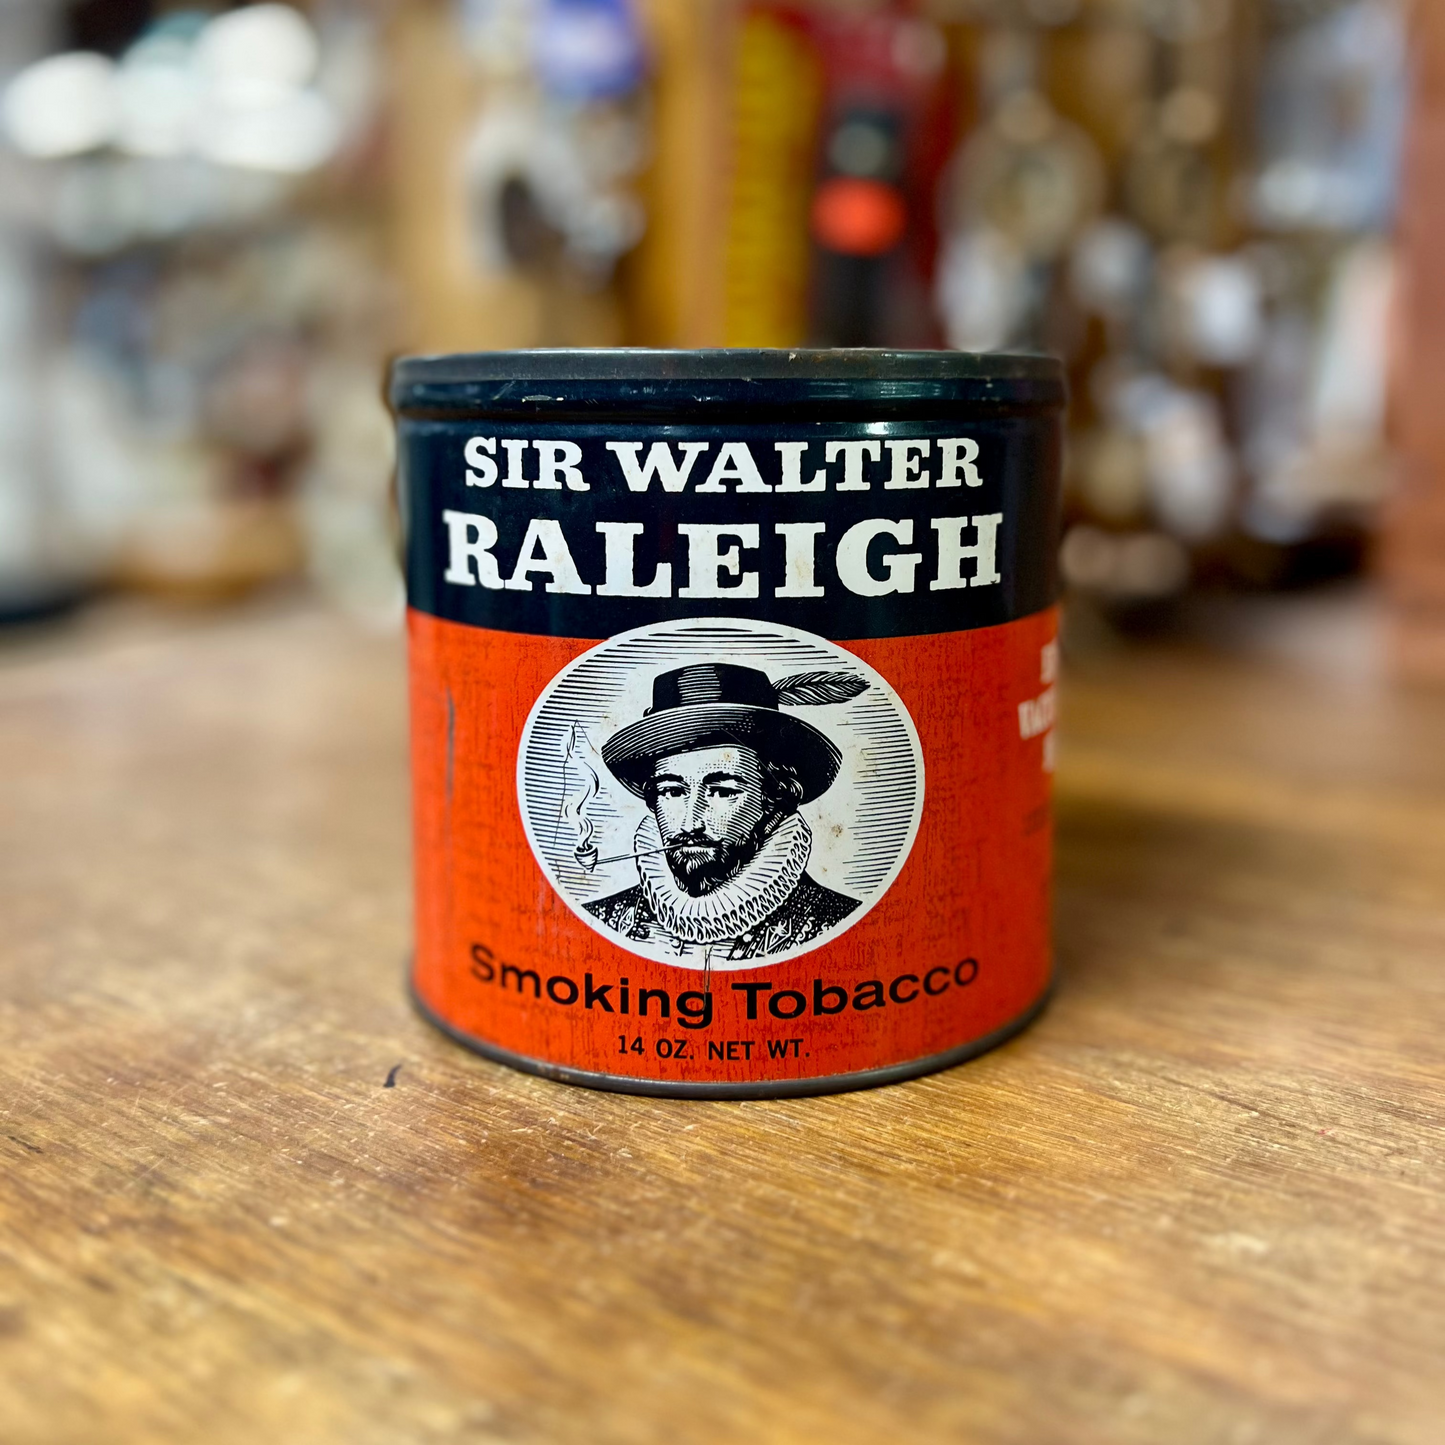 SIR WALTER
RALEIGH
Smoking Tobacco
14 OZ. NET WT.